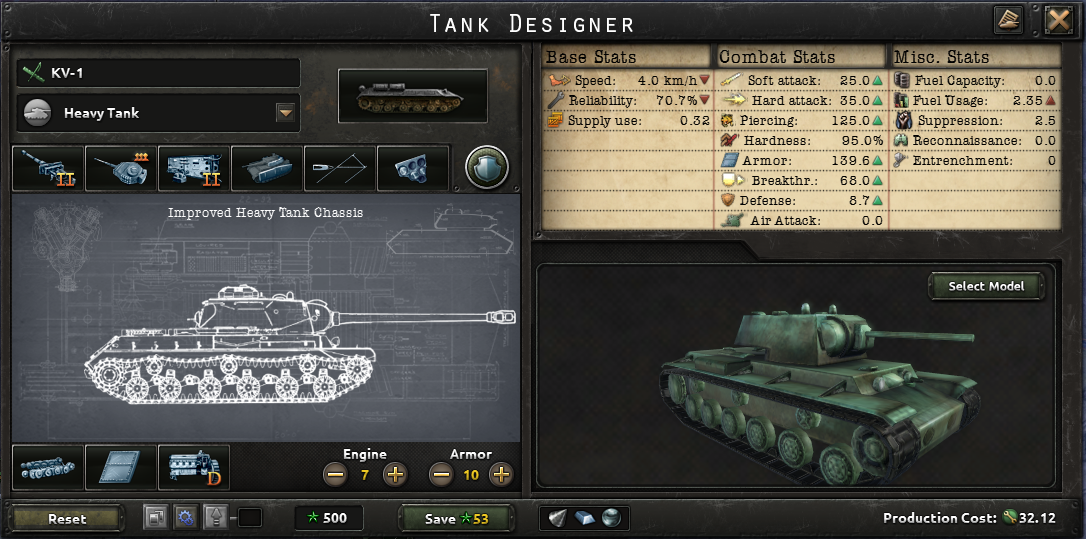 Tank Designer
KV-1
Heavy Tank
II
II
Improved Heavy Tank Chassis
D
Engine
7
Armor
10
Base Stats
Speed: 4.0 km/h
Reliability: 70.7%
Supply use: 0.32
Combat Stats
Soft attack: 25.0
Hard attack: 35.0
Piercing: 125.0
Hardness: 95.0%
Armor: 139.6
Breakthr.: 68.0
Defense: 8.7
Air Attack: 0.0
Misc. Stats
Fuel Capacity: 0.0
Fuel Usage: 2.35
Suppression: 2.5
Reconnaissance: 0.0
Entrenchment: 0
Select Model
Reset
500
Save 53
Production Cost: 32.12